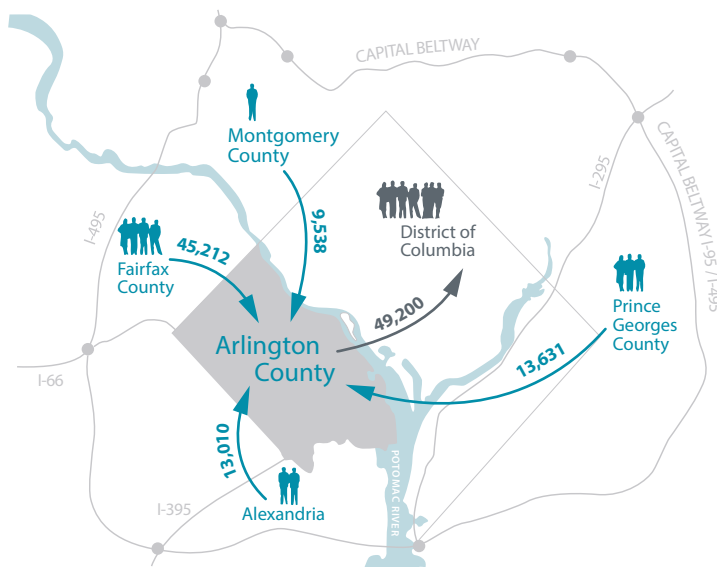 CAPITAL BELTWAY
Montgomery
County
9,538
I-295
CAPITAL BELTWAY I-95 / I-495
I-495
45,212
Fairfax
County
District of
Columbia
49,200
Prince
Georges
County
13,631
Arlington
County
I-66
13,010
Alexandria
I-395
POTOMAC RIVER